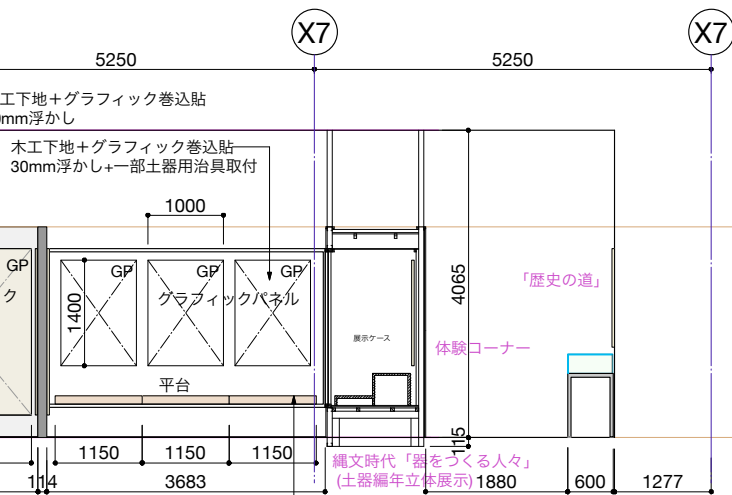 X7
X7
5250
5250
工下地＋グラフィック巻込貼
mm浮かし
木工下地＋グラフィック巻込貼
30mm浮かし+一部土器用治具取付
1000
GP
GP
GP
GP
ク
グラフィックパネル
1400
4065
「歴史の道」
展示ケース
体験コーナー
平台
1150
1150
1150
115
縄文時代「器をつくる人々」
(土器編年立体展示)
114
3683
1880
600
1277